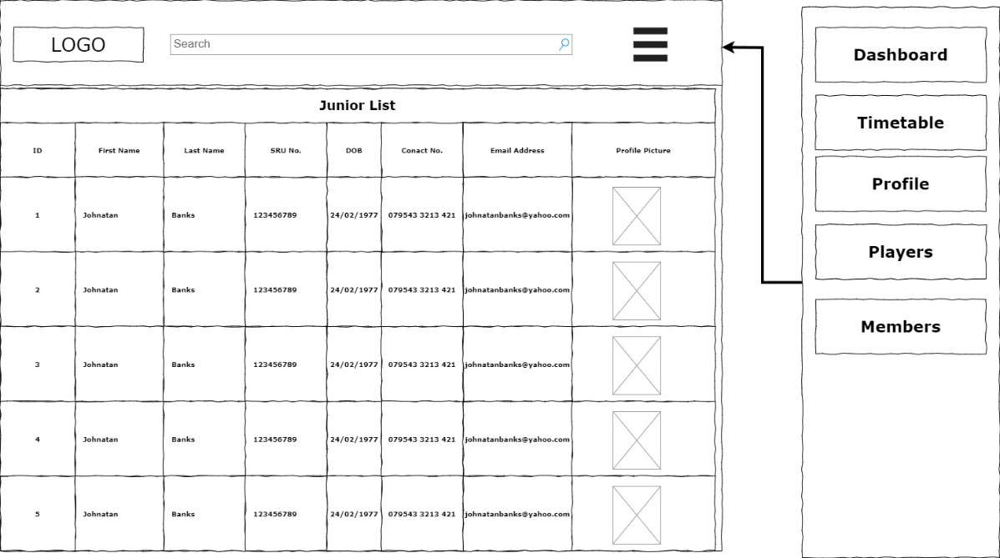 LOGO
Search
Junior List
ID First Name Last Name SRU No. DOB Conact No. Email Address Profile Picture
1 Johnatan Banks 123456789 24/02/1977 079543 3213 421 johnatanbanks@yahoo.com
2 Johnatan Banks 123456789 24/02/1977 079543 3213 421 johnatanbanks@yahoo.com
3 Johnatan Banks 123456789 24/02/1977 079543 3213 421 johnatanbanks@yahoo.com
4 Johnatan Banks 123456789 24/02/1977 079543 3213 421 johnatanbanks@yahoo.com
5 Johnatan Banks 123456789 24/02/1977 079543 3213 421 johnatanbanks@yahoo.com
Dashboard
Timetable
Profile
Players
Members